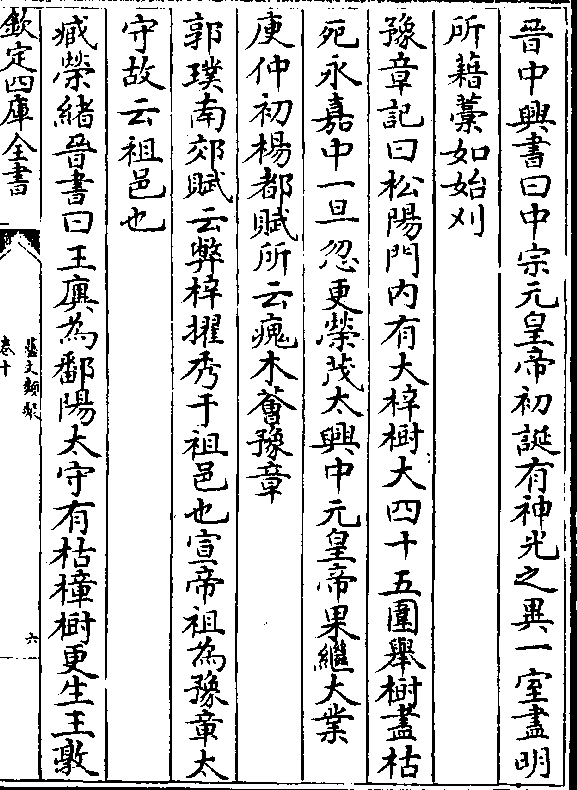 晉中興書曰中宗元皇帝初誕有神光之異一室盡明
所藉藁如始刈
豫章記曰松陽門內有大梓樹大四十五圍舉樹盡枯
死永嘉中一旦忽更榮茂太興中元皇帝果繼大業
庾仲初楊都賦所云瘣木薈豫章
郭璞南郊賦云弊梓擢秀于祖邑也宣帝祖為豫章太
守故云祖邑也
臧榮緒晉書曰王廙為鄱陽太守有枯樟樹更生王敦
欽定四庫全書
藝文類聚
卷十
六